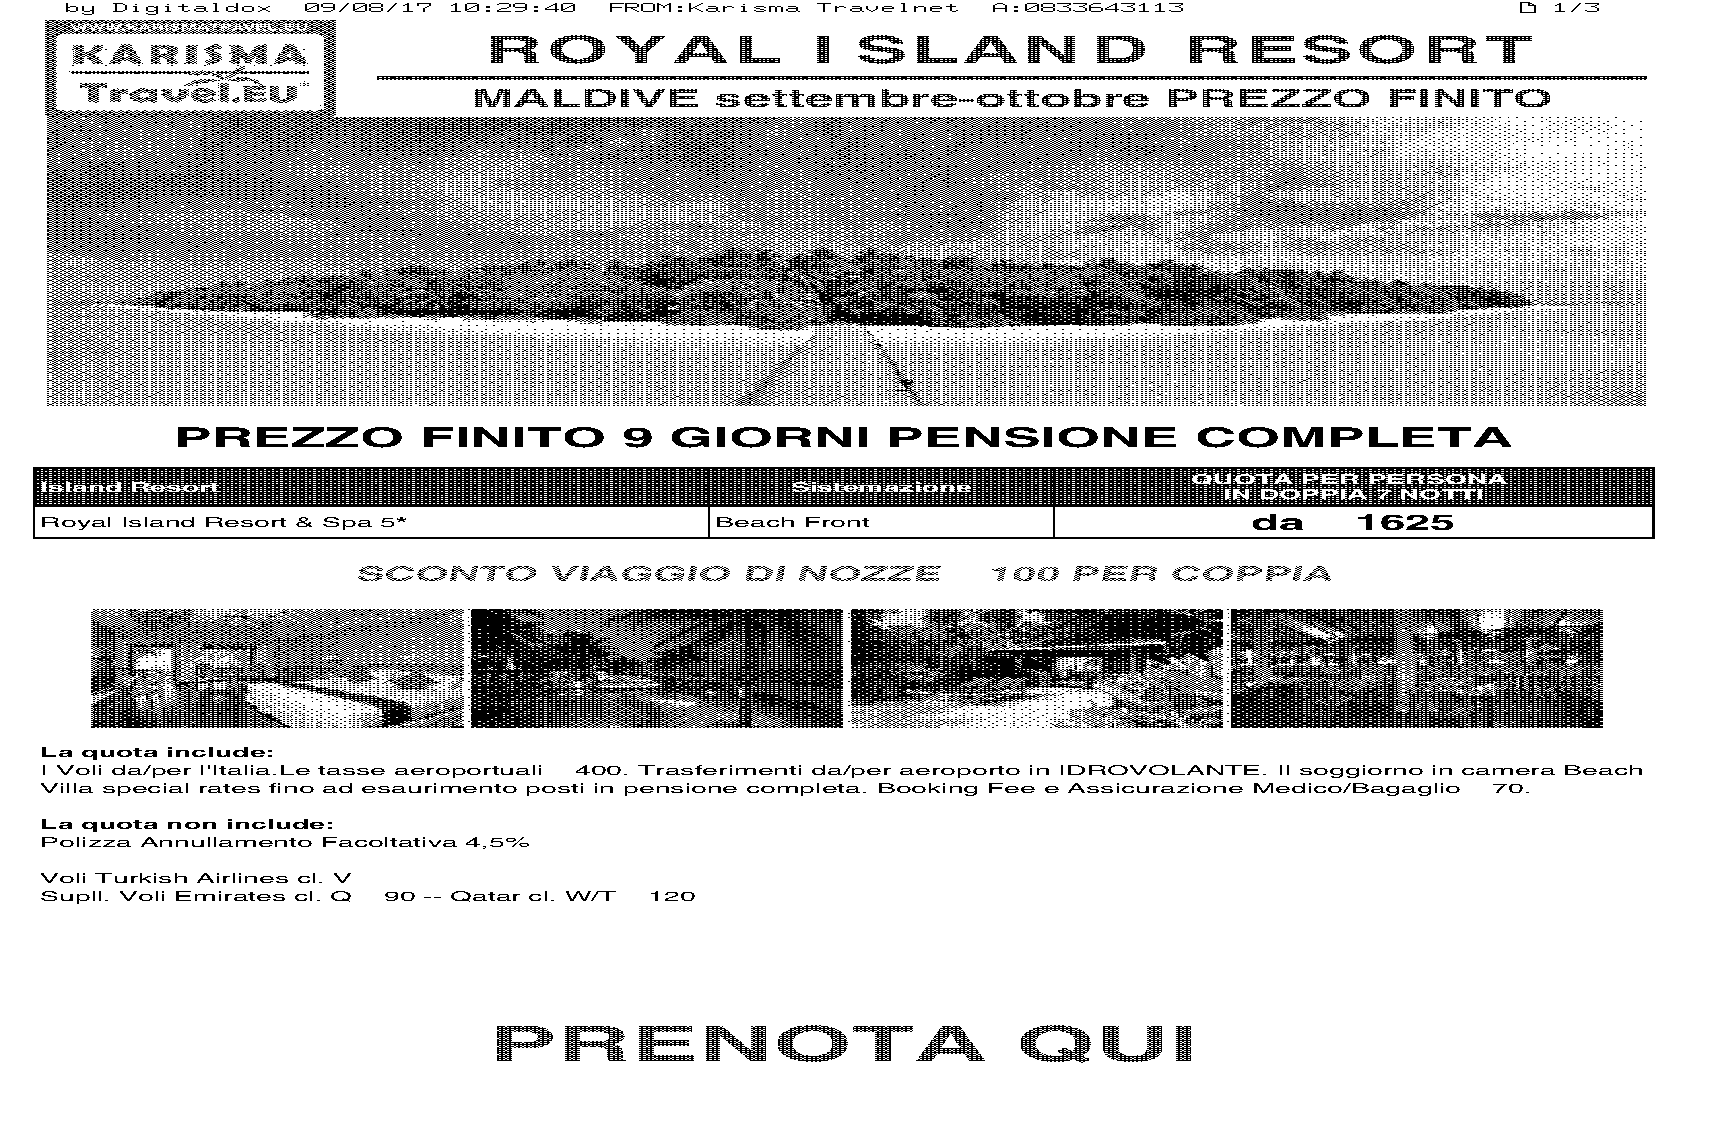 by Digitaldox 09/08/17 10:29:40 FROM:Karisma Travelnet A:0833643113 1/3
KARISMA
Travel.EU
ROYAL ISLAND RESORT
MALDIVE settembre-ottobre PREZZO FINITO
PREZZO FINITO 9 GIORNI PENSIONE COMPLETA
Island Resort Sistemazione QUOTA PER PERSONA
IN DOPPIA 7 NOTTI
Royal Island Resort & Spa 5* Beach Front da 1625
SCONTO VIAGGIO DI NOZZE 100 PER COPPIA
La quota include:
I Voli da/per l'Italia.Le tasse aeroportuali 400. Trasferimenti da/per aeroporto in IDROVOLANTE. Il soggiorno in camera Beach
Villa special rates fino ad esaurimento posti in pensione completa. Booking Fee e Assicurazione Medico/Bagaglio 70.
La quota non include:
Polizza Annullamento Facoltativa 4,5%
Voli Turkish Airlines cl. V
Supll. Voli Emirates cl. Q 90 -- Qatar cl. W/T 120
PRENOTA QUI